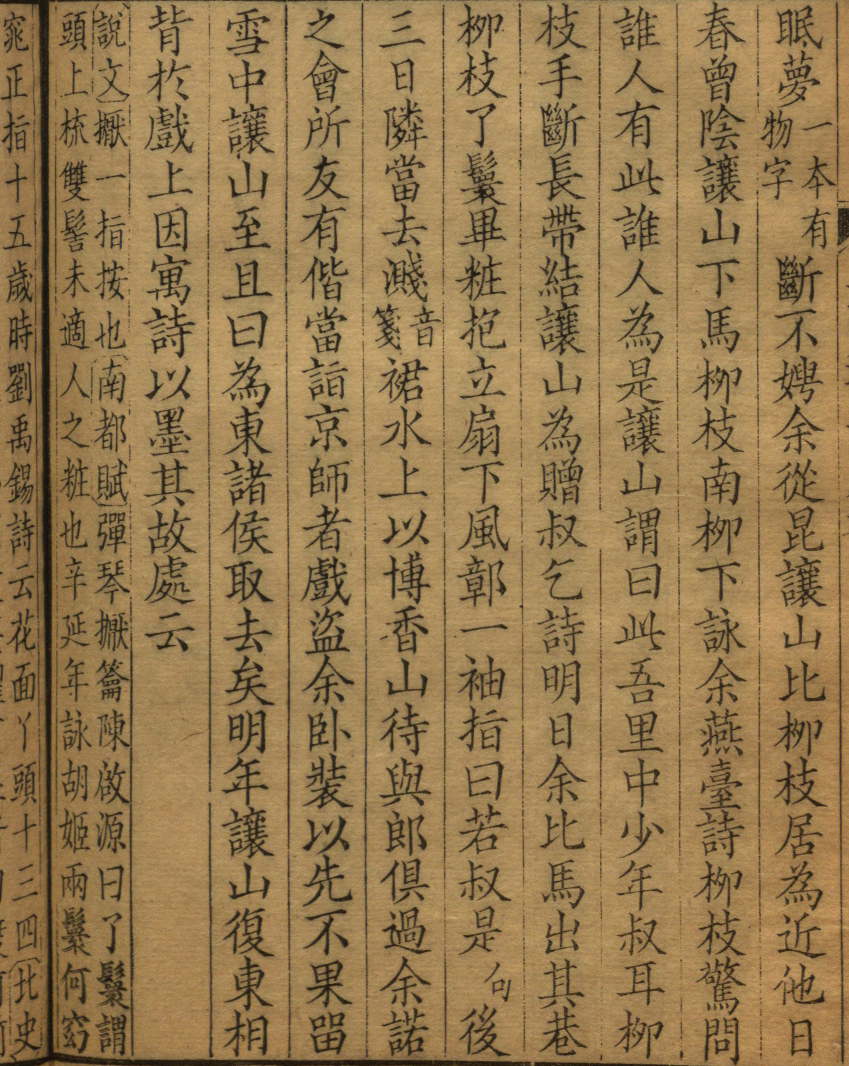 眠夢一本有物字斷不娉余從昆讓山比柳枝居為近他日
春曾陰讓山下馬柳枝南柳下詠余燕臺詩柳枝驚問
誰人有此誰人為是讓山謂曰此吾里中少年叔耳柳
枝手斷長帶結讓山為贈叔乞詩明日余比馬出其巷
柳枝了鬟畢粧抱立扇下風鄣一袖指曰若叔是句後
三日隣當去濺音箋裙水上以博香山待與郎俱過余諾
之會所友有偕當詣京師者戲盜余卧裝以先不果畱
雪中讓山至且曰為東諸侯取去矣明年讓山復東相
背於戲上因寓詩以墨其故處云
說文擫一指按也南都賦彈琴擫籥陳啟源曰了鬟謂
頭上梳雙髻未適人之粧也辛延年詠胡姬兩鬟何窈
窕正指十五歲時劉禹錫詩云花面丫頭十三四北史